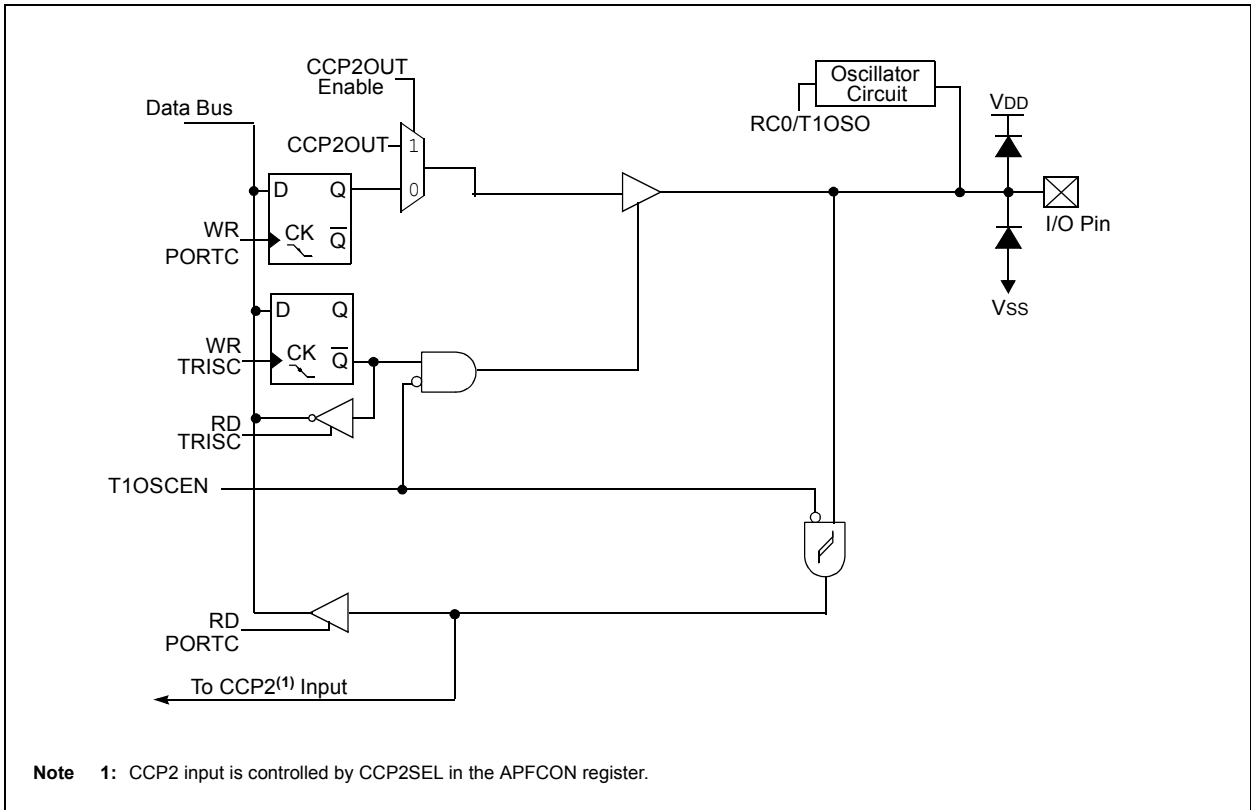 CCP2OUT
Enable
Oscillator
Circuit
Data Bus
VDD
RC0/T1OSO
CCP2OUT
1
D Q
0
I/O Pin
WR
PORTC
CK Q
D Q
VSS
WR
TRISC
CK Q
RD
TRISC
T1OSCEN
RD
PORTC
To CCP2(1) Input
Note 1: CCP2 input is controlled by CCP2SEL in the APFCON register.